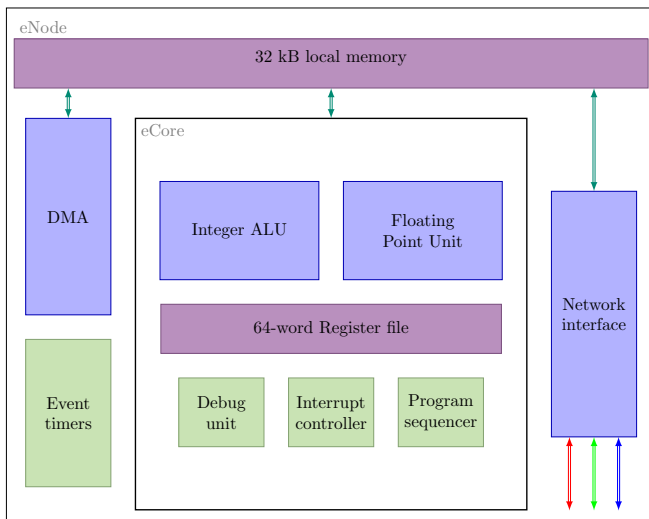 eNode
32 kB local memory
eCore
DMA
Integer ALU
Floating
Point Unit
Network
interface
64-word Register file
Event
timers
Debug
unit
Interrupt
controller
Program
sequencer